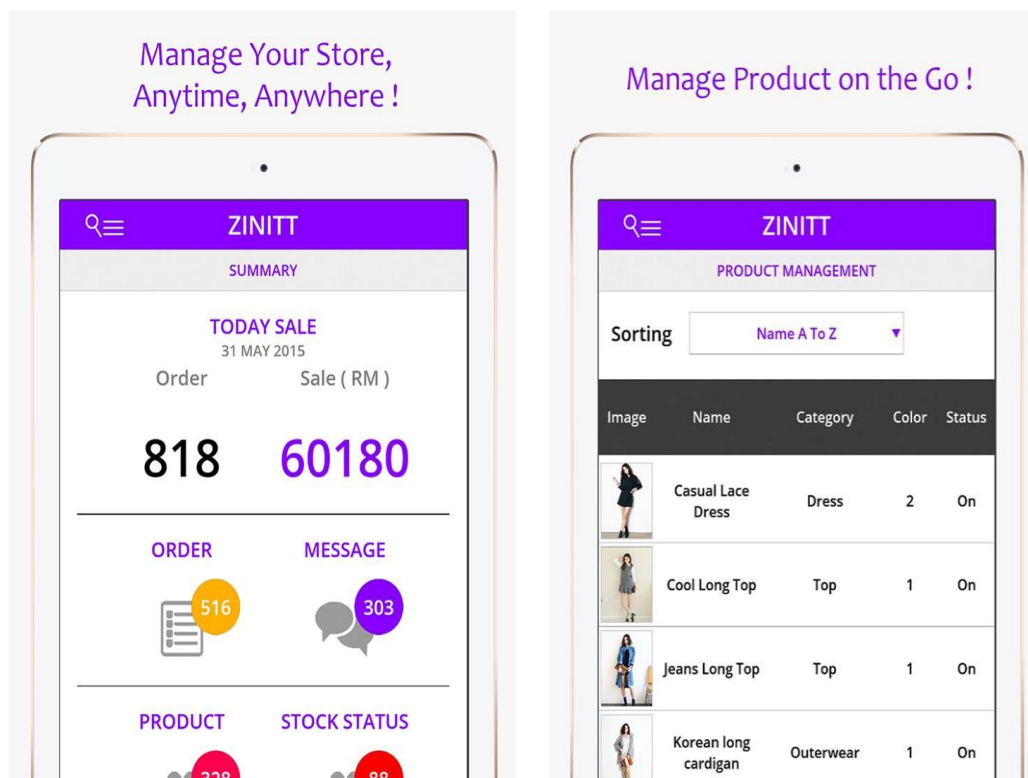 Manage Your Store,
Anytime, Anywhere !
ZINITT
SUMMARY
TODAY SALE
31 MAY 2015
Order Sale ( RM )
818 60180
ORDER MESSAGE
516 303
PRODUCT STOCK STATUS
328 88
Manage Product on the Go !
ZINITT
PRODUCT MANAGEMENT
Sorting Name A To Z
Image Name Category Color Status
Casual Lace
Dress Dress 2 On
Cool Long Top Top 1 On
Jeans Long Top Top 1 On
Korean long
cardigan Outerwear 1 On